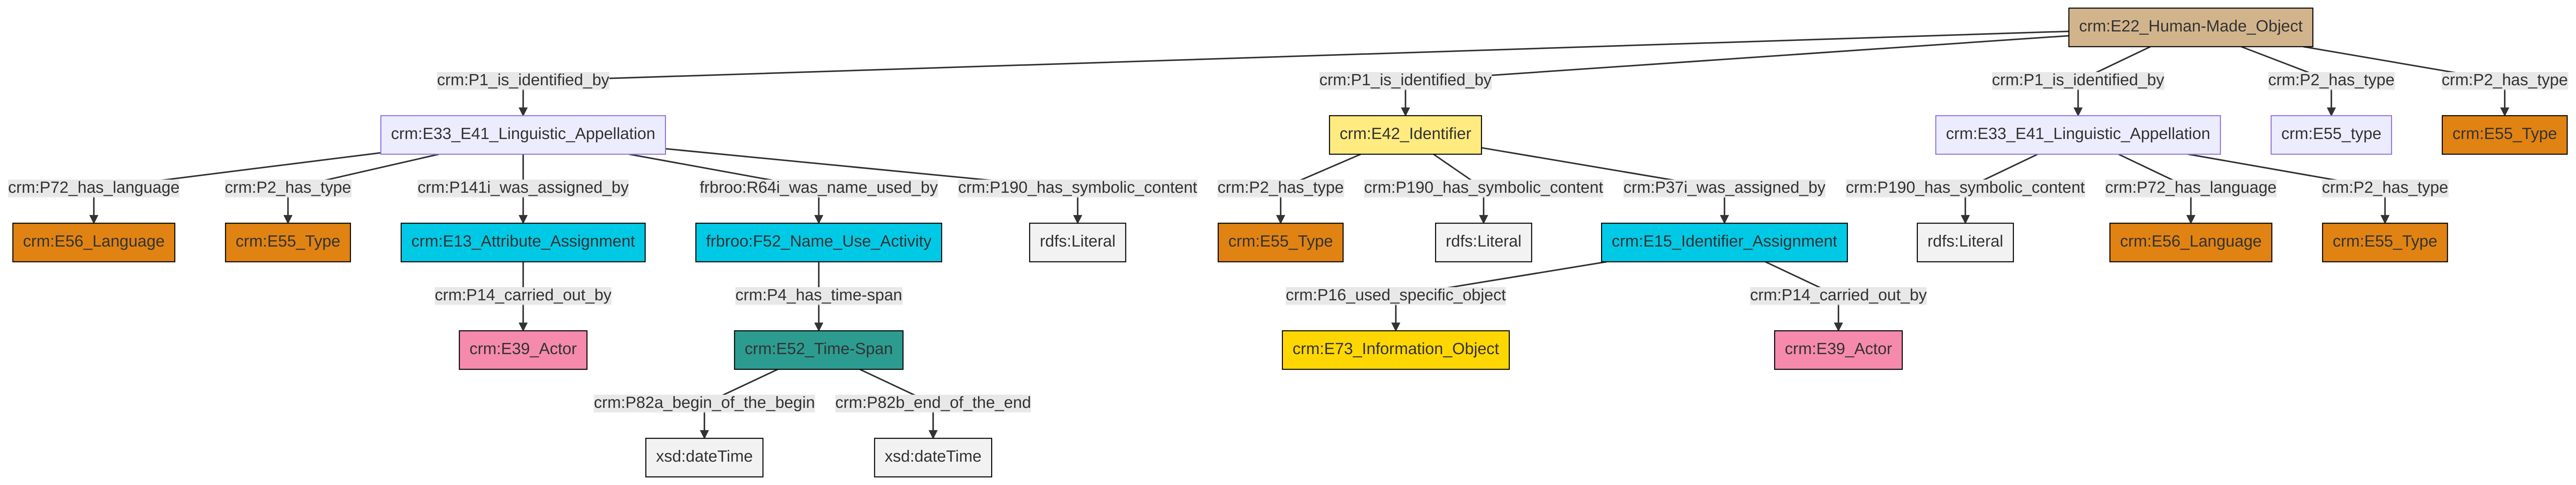 crm:E22_Human-Made_Object
crm:P1_is_identified_by
crm:P1_is_identified_by
crm:P1_is_identified_by
crm:P2_has_type
crm:P2_has_type
crm:E33_E41_Linguistic_Appellation
crm:E42_Identifier
crm:E33_E41_Linguistic_Appellation
crm:E55_type
crm:E55_Type
crm:P72_has_language
crm:P2_has_type
crm:P141i_was_assigned_by
frbroo:R64i_was_name_used_by
crm:P190_has_symbolic_content
crm:P2_has_type
crm:P190_has_symbolic_content
crm:P37i_was_assigned_by
crm:P190_has_symbolic_content
crm:P72_has_language
crm:P2_has_type
crm:E56_Language
crm:E55_Type
crm:E13_Attribute_Assignment
frbroo:F52_Name_Use_Activity
rdfs:Literal
crm:E55_Type
rdfs:Literal
crm:E15_Identifier_Assignment
rdfs:Literal
crm:E56_Language
crm:E55_Type
crm:P14_carried_out_by
crm:P4_has_time-span
crm:P16_used_specific_object
crm:P14_carried_out_by
crm:E39_Actor
crm:E52_Time-Span
crm:E73_Information_Object
crm:E39_Actor
crm:P82a_begin_of_the_begin
crm:P82b_end_of_the_end
xsd:dateTime
xsd:dateTime